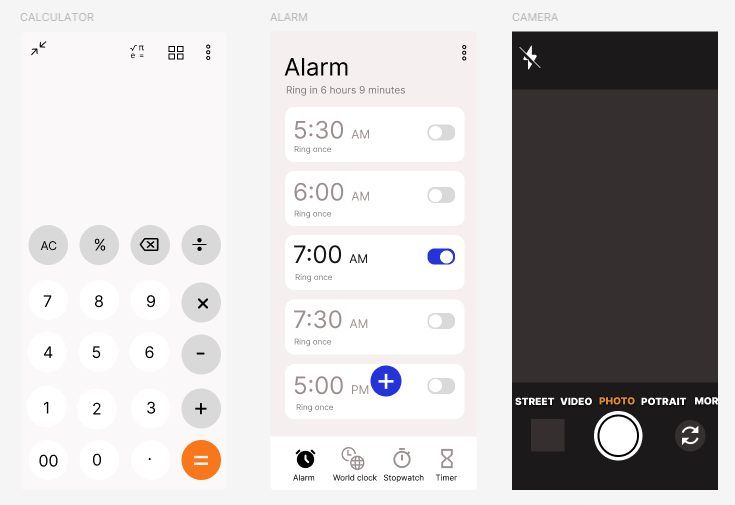 CALCULATOR
√ π
e =
AC % ÷
7 8 9 ×
4 5 6 -
1 2 3 +
00 0 . =
ALARM
Alarm
Ring in 6 hours 9 minutes
5:30 AM
Ring once
6:00 AM
Ring once
7:00 AM
Ring once
7:30 AM
Ring once
5:00 PM
Ring once
+
Alarm World clock Stopwatch Timer
CAMERA
STREET VIDEO PHOTO POTRAIT MOR